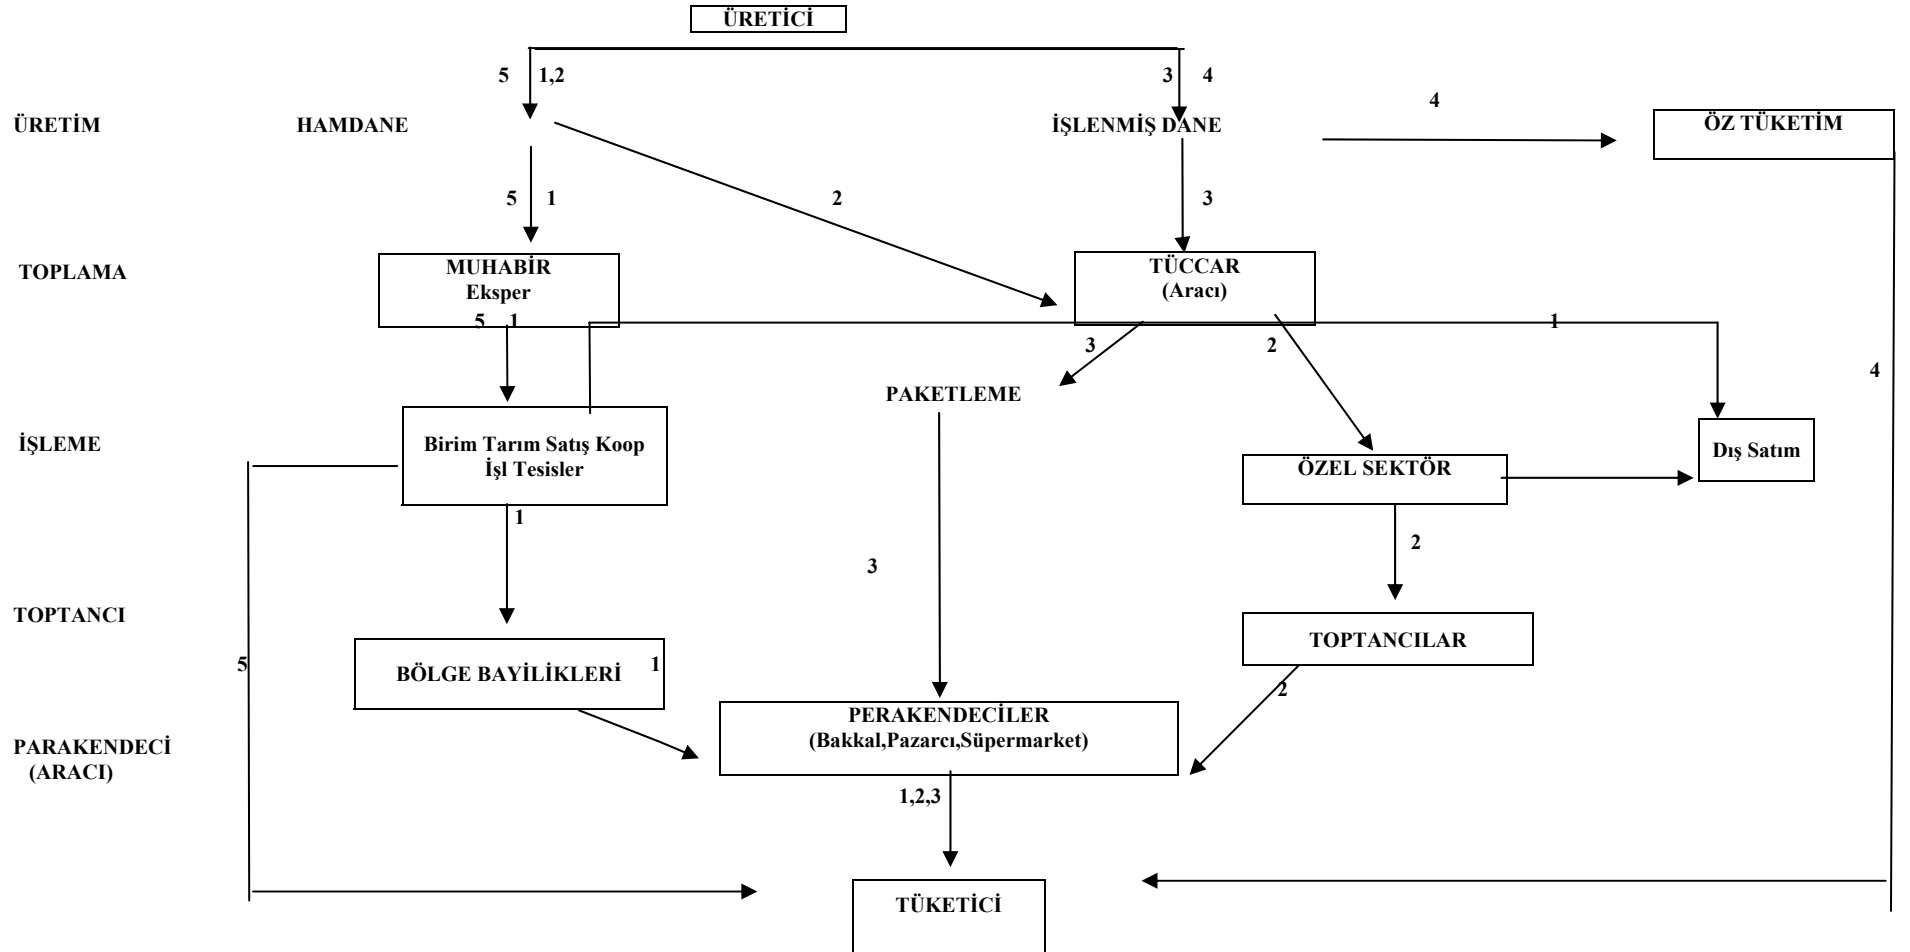 ÜRETİCİ
5 1,2 3 4
4
ÜRETİM HAMDANE İŞLENMİŞ DANE ÖZ TÜKETİM
5 1 2 3
TOPLAMA MUHABİR TÜCCAR
Eksper (Aracı)
5 1 1
3 2
4
PAKETLEME
İŞLEME Birim Tarım Satış Koop Dış Satım
İşl Tesisler ÖZEL SEKTÖR
1
2
3
TOPTANCI
TOPTANCILAR
5 BÖLGE BAYİLİKLERİ 1
2
PERAKENDECİLER
PARAKENDECİ (Bakkal,Pazarcı,Süpermarket)
(ARACI)
1,2,3
TÜKETİCİ